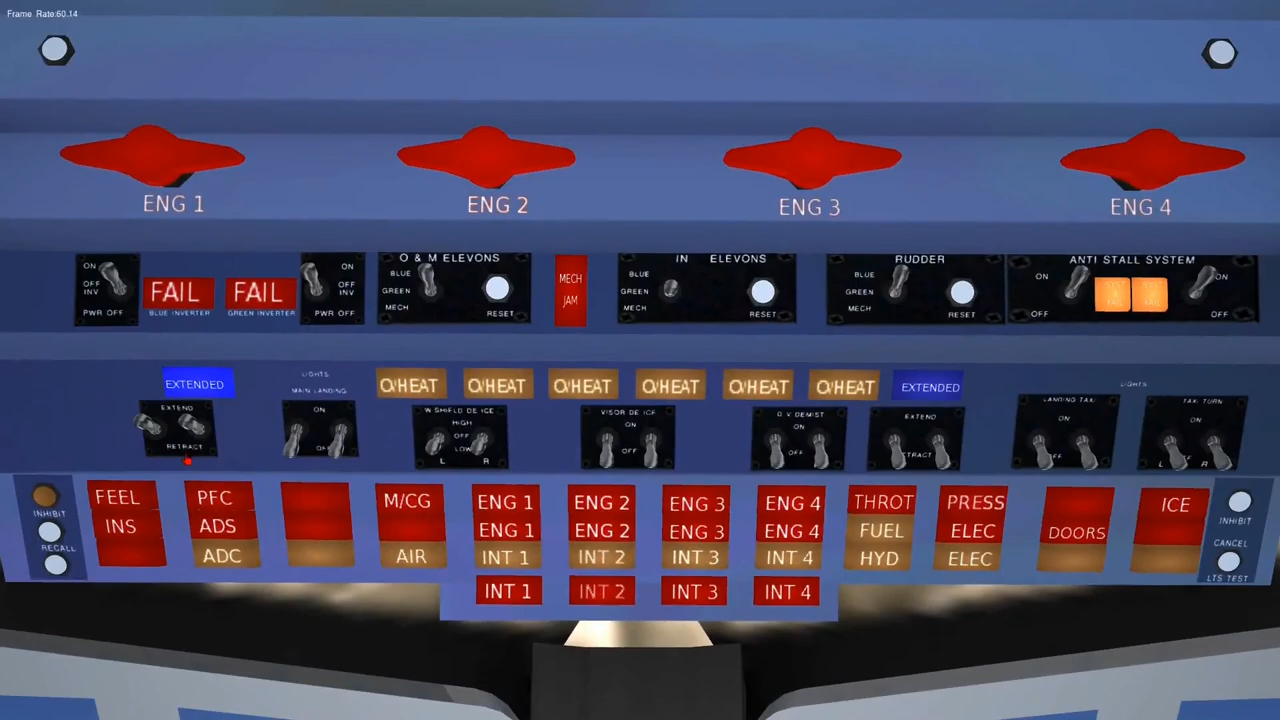 Frame Rate:60.14
ENG 1 ENG 2 ENG 3 ENG 4
ON
OFF
INV
PWR OFF
FAIL
BLUE INVERTER
FAIL
GREEN INVERTER
ON
OFF
INV
PWR OFF
O & M ELEVONS
BLUE
GREEN
MECH
RESET
MECH
JAM
IN ELEVONS
BLUE
GREEN
MECH
RESET
RUDDER
BLUE
GREEN
MECH
RESET
ANTI STALL SYSTEM
ON
OFF
ON
OFF
EXTENDED
EXTEND
RETRACT
LIGHTS
MAIN LANDING
ON
O/HEAT O/HEAT O/HEAT O/HEAT O/HEAT O/HEAT
W SHIELD DE ICE
HIGH
OFF
LOW
L R
VISOR DE ICE
ON
OFF
D V DEMIST
ON
OFF
EXTENDED
EXTEND
LIGHTS
LANDING TAXI
ON
OFF
TAXI TURN
ON
OFF
L R
INHIBIT
RECALL
FEEL
INS
PFC
ADS
ADC
M/CG
AIR
ENG 1
ENG 1
INT 1
INT 1
ENG 2
ENG 2
INT 2
INT 2
ENG 3
ENG 3
INT 3
INT 3
ENG 4
ENG 4
INT 4
INT 4
THROT
FUEL
HYD
PRESS
ELEC
ELEC
DOORS
ICE
INHIBIT
CANCEL
LTS TEST